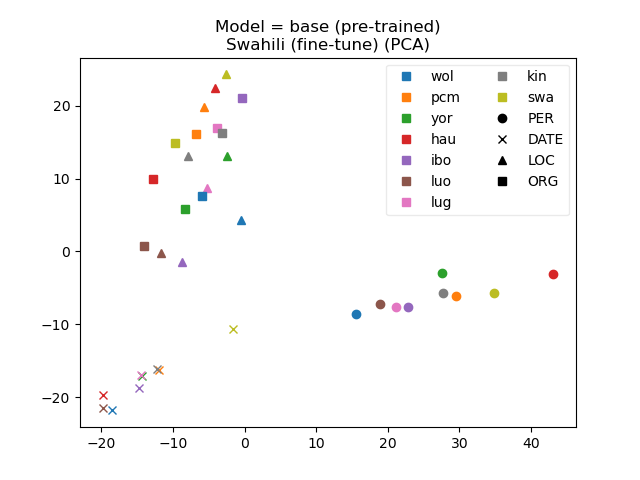 Model = base (pre-trained)
Swahili (fine-tune) (PCA)
wol
pcm
yor
hau
ibo
luo
lug
kin
swa
PER
DATE
LOC
ORG
20
10
0
−10
−20
−20 −10 0 10 20 30 40